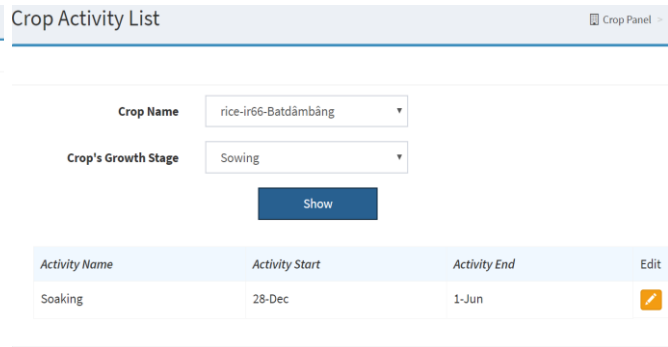 Crop Activity List
Crop Panel >
Crop Name rice-ir66-Batdâmbâng
Crop's Growth Stage Sowing
Show
Activity Name Activity Start Activity End Edit
Soaking 28-Dec 1-Jun